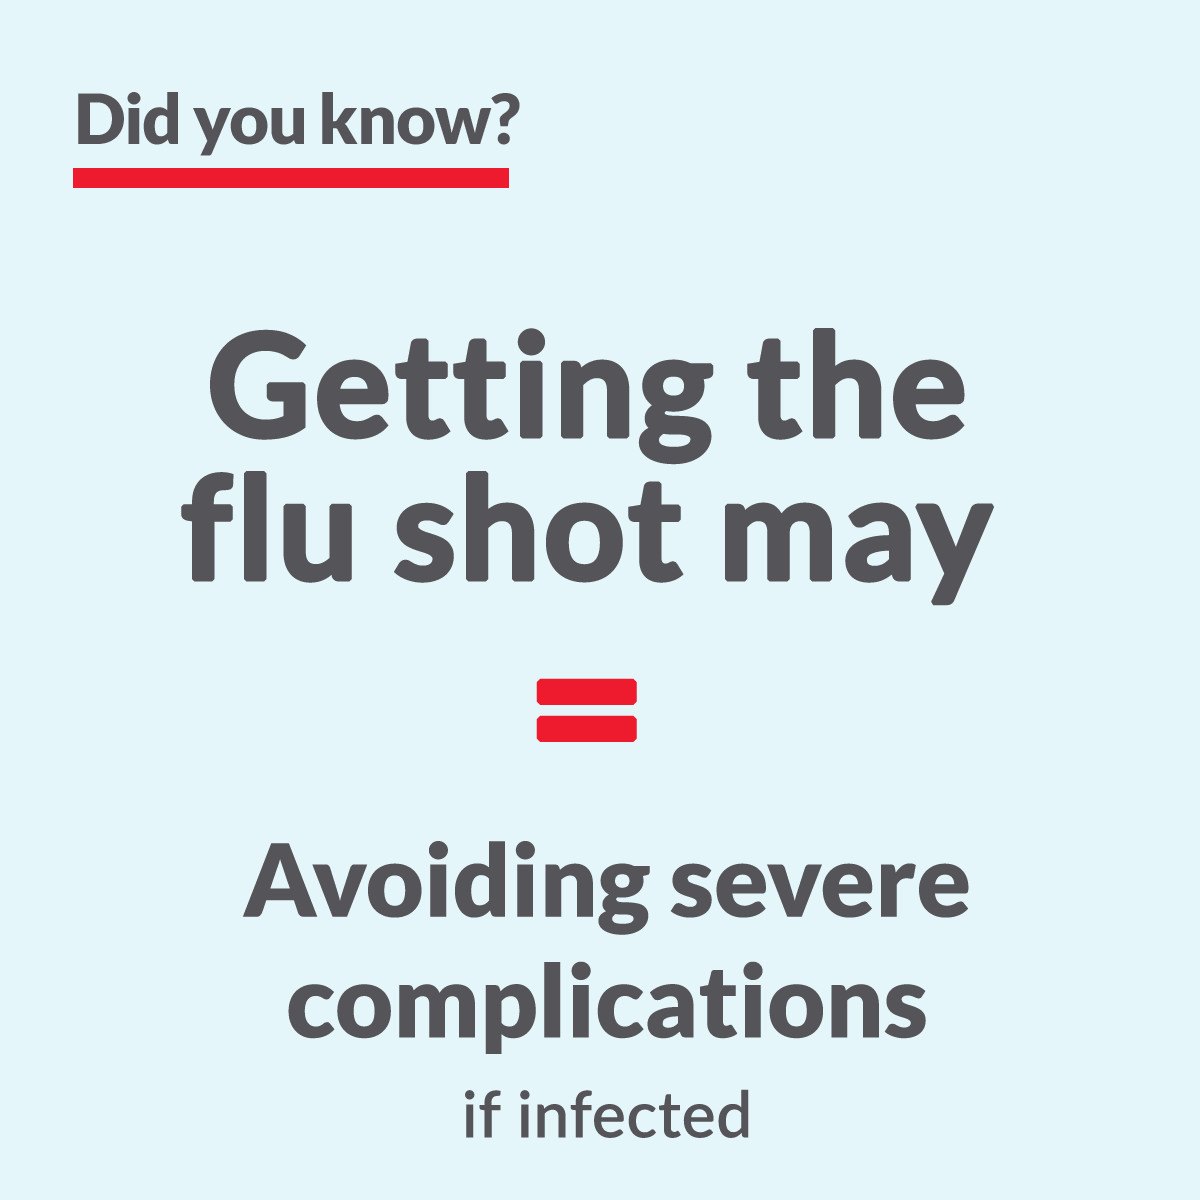 Did you know?
Getting the
flu shot may
=
Avoiding severe
complications
if infected